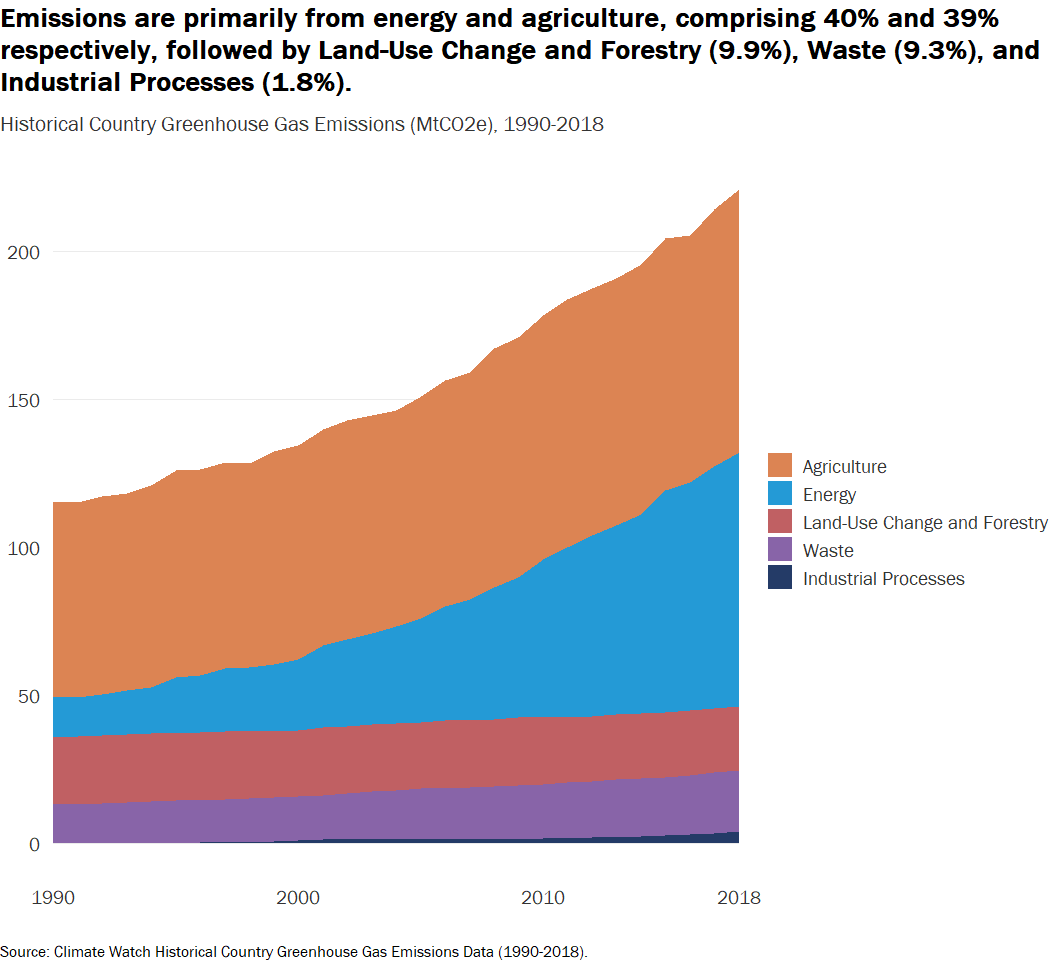 Emissions are primarily from energy and agriculture, comprising 40% and 39%
respectively, followed by Land-Use Change and Forestry (9.9%), Waste (9.3%), and
Industrial Processes (1.8%).
Historical Country Greenhouse Gas Emissions (MtCO2e), 1990-2018
200
150
100
50
0
1990
2000
2010
2018
Agriculture
Energy
Land-Use Change and Forestry
Waste
Industrial Processes
Source: Climate Watch Historical Country Greenhouse Gas Emissions Data (1990-2018).